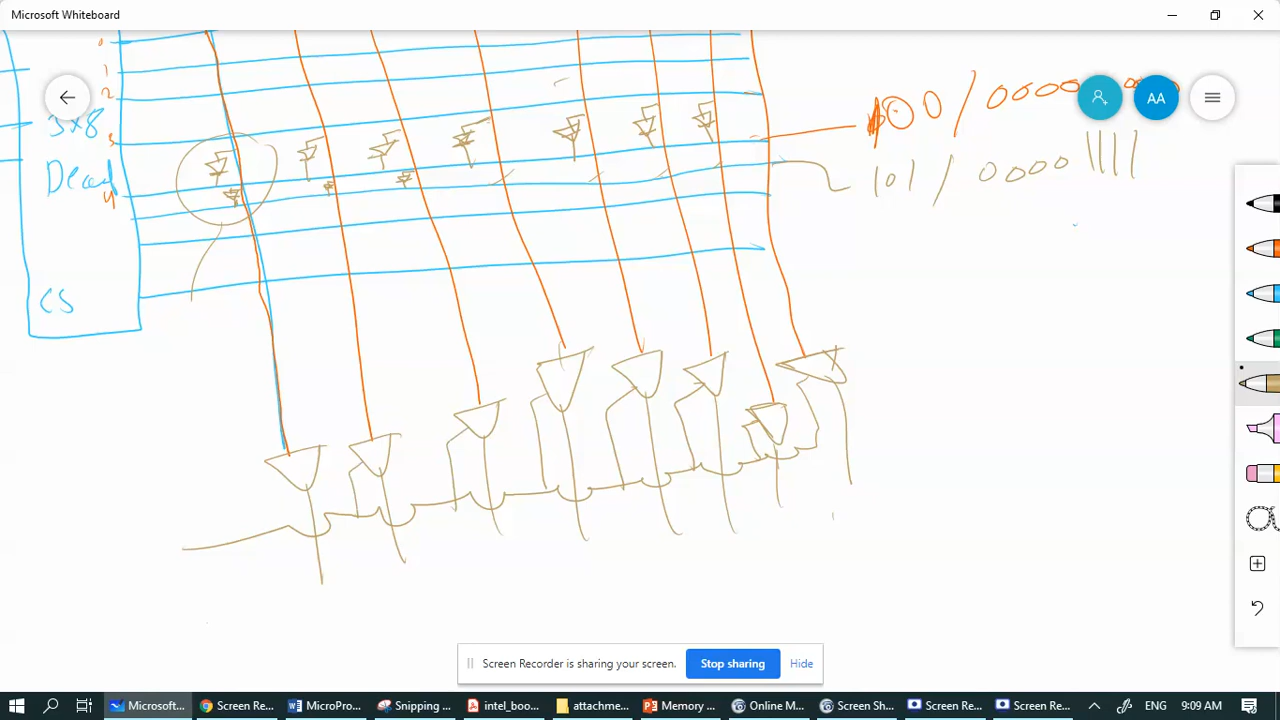 Microsoft Whiteboard
0
1
2
3x8
3
4
CS
100 / 0000
101 / 0000 1111
AA
Screen Recorder is sharing your screen.
Stop sharing
Hide
Microsoft...
Screen Re...
MicroPro...
Snipping ...
intel_boo...
attachme...
Memory ...
Online M...
Screen Sh...
Screen Re...
Screen Re...
ENG
9:09 AM